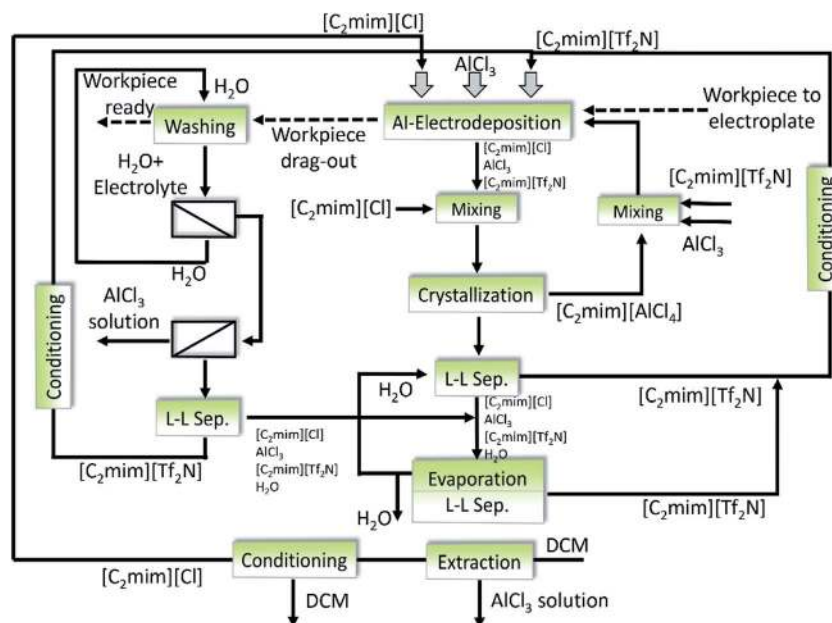 [C₂mim][Cl]
[C₂mim][Tf₂N]
AlCl₃
H₂O
Workpiece
ready
Washing
Workpiece
drag-out
Al-Electrodeposition
Workpiece to
electroplate
[C₂mim][Cl]
AlCl₃
[C₂mim][Tf₂N]
H₂O+
Electrolyte
[C₂mim][Cl]
Mixing
Mixing
[C₂mim][Tf₂N]
AlCl₃
Conditioning
H₂O
Crystallization
[C₂mim][AlCl₄]
AlCl₃
solution
Conditioning
H₂O
L-L Sep.
[C₂mim][Tf₂N]
L-L Sep.
[C₂mim][Cl]
AlCl₃
[C₂mim][Tf₂N]
H₂O
[C₂mim][Cl]
AlCl₃
[C₂mim][Tf₂N]
H₂O
[C₂mim][Tf₂N]
Evaporation
L-L Sep.
H₂O
[C₂mim][Tf₂N]
[C₂mim][Cl]
Conditioning
Extraction
DCM
DCM
AlCl₃ solution